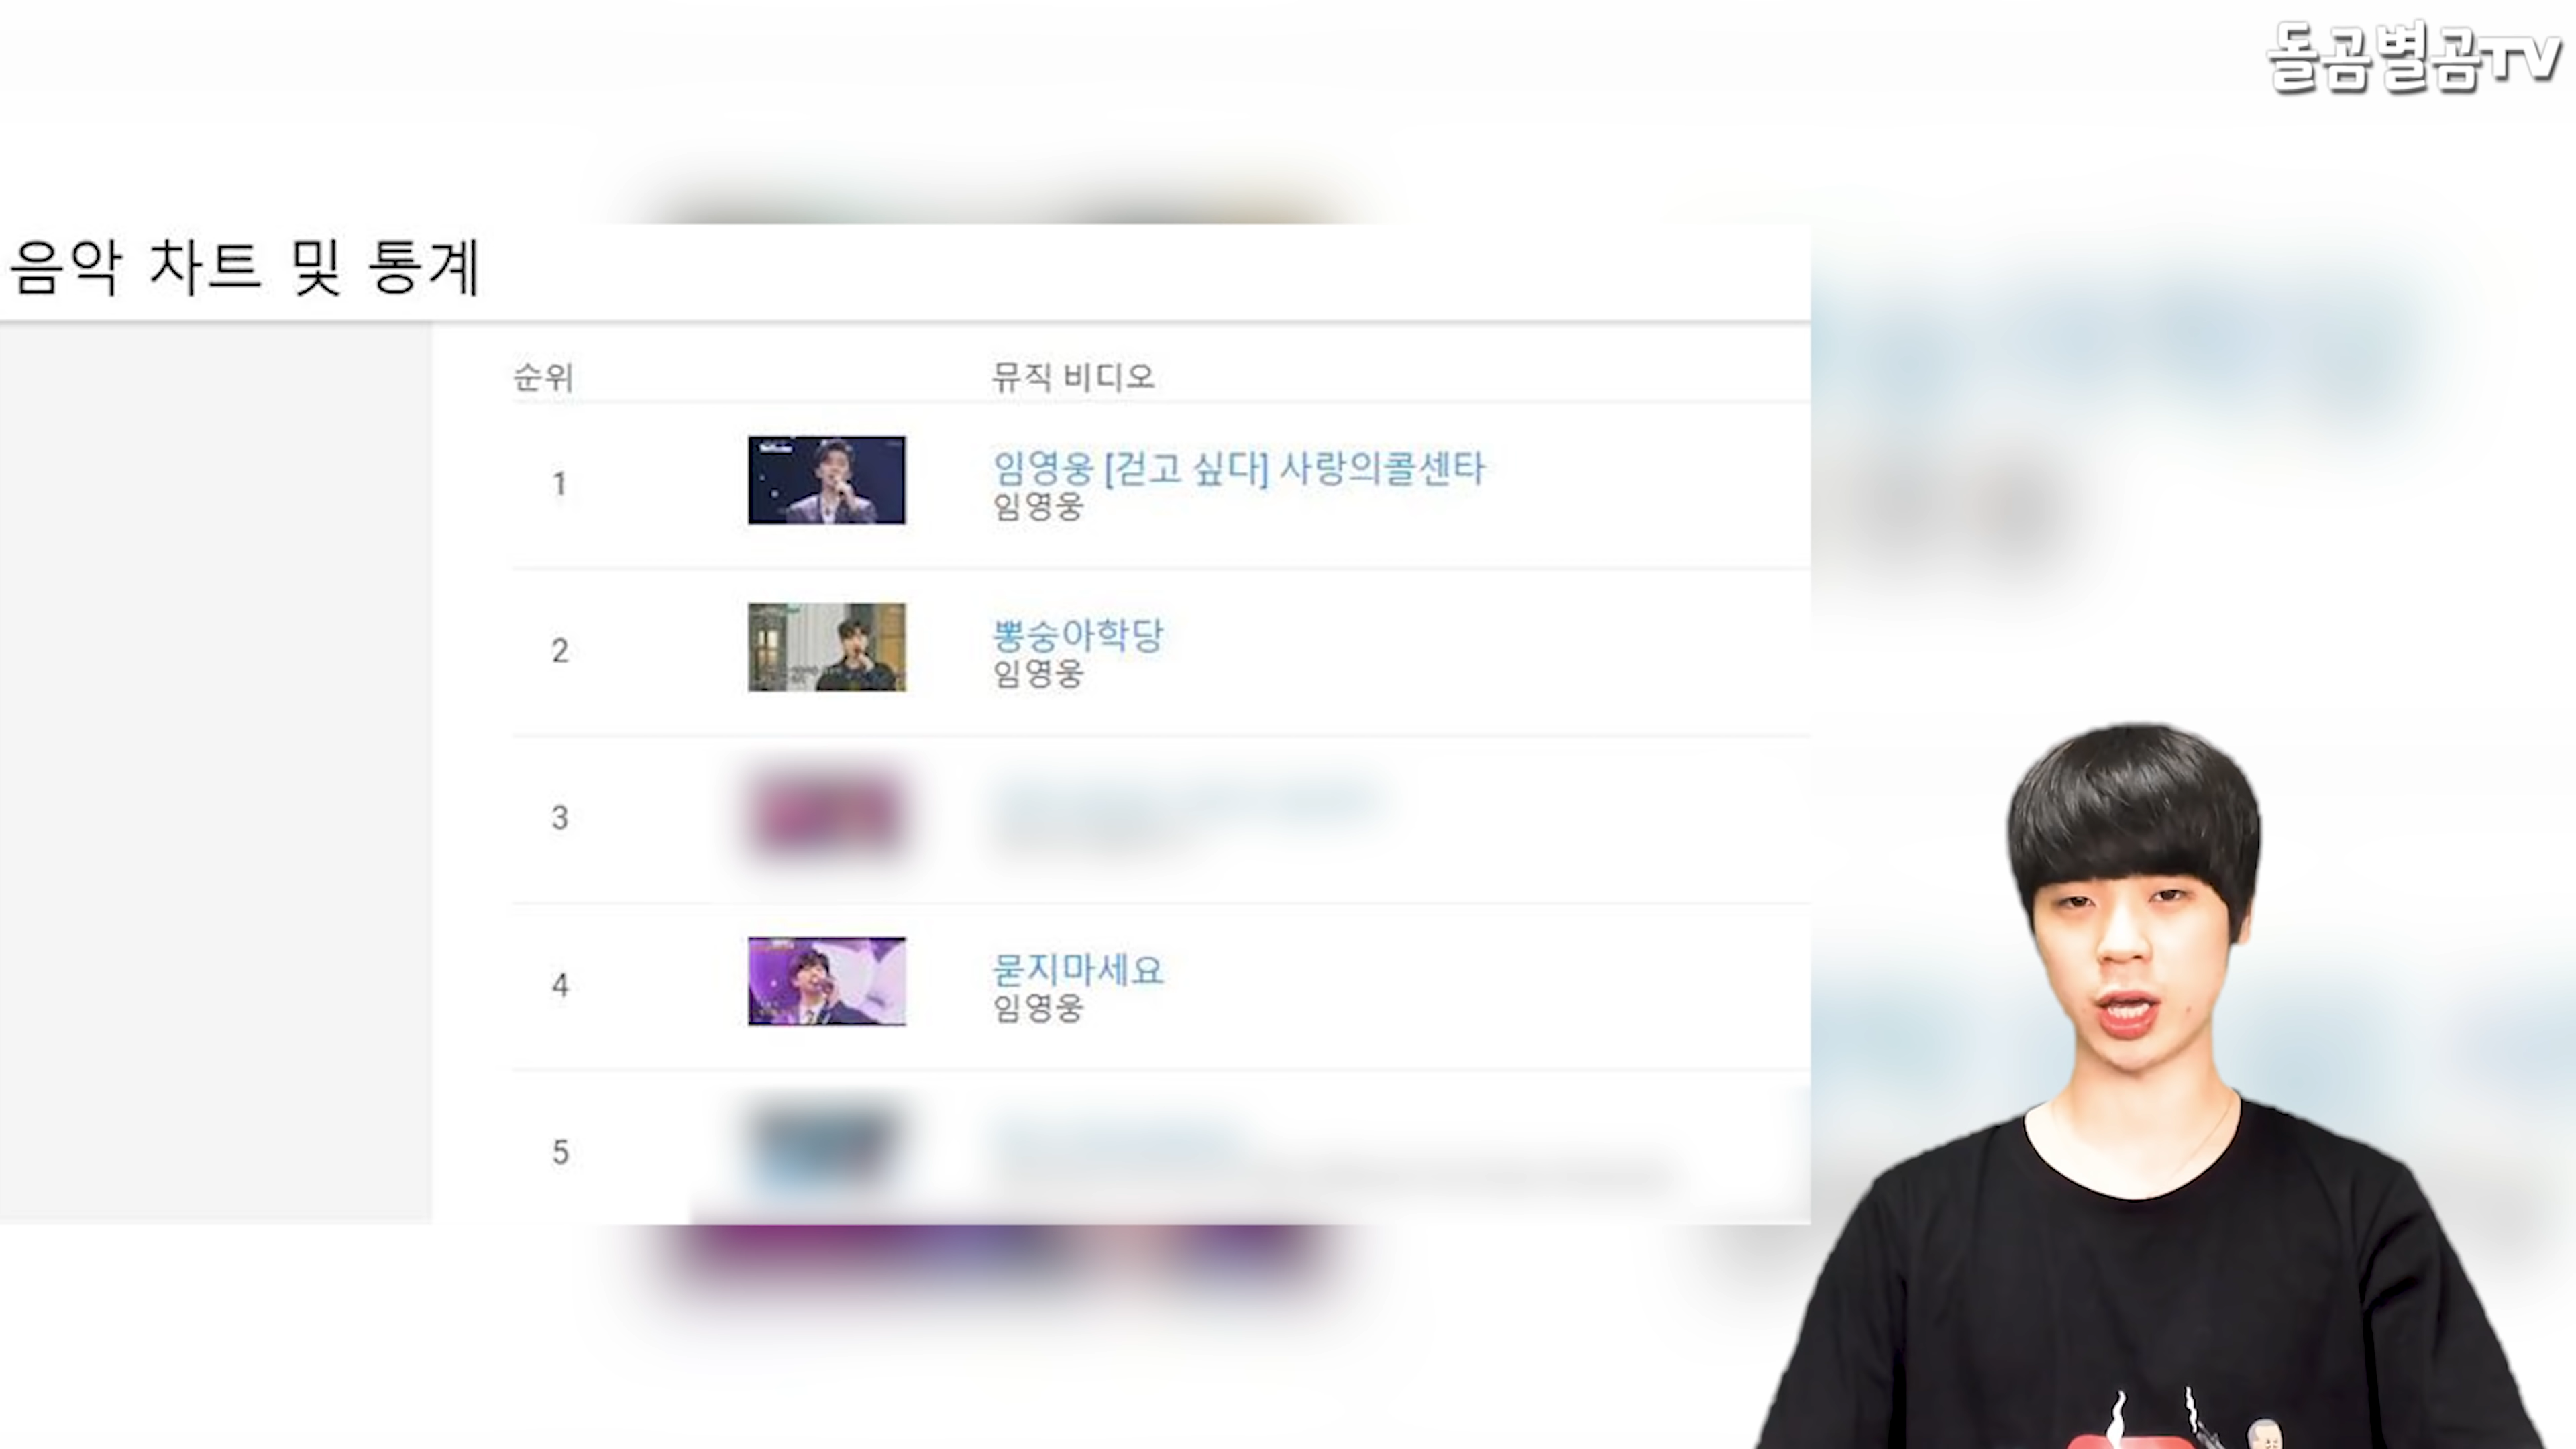 돌곰별곰TV
음악 차트 및 통계
순위
뮤직 비디오
1
임영웅 [걷고 싶다] 사랑의콜센타
임영웅
2
뽕숭아학당
임영웅
3
4
묻지마세요
임영웅
5